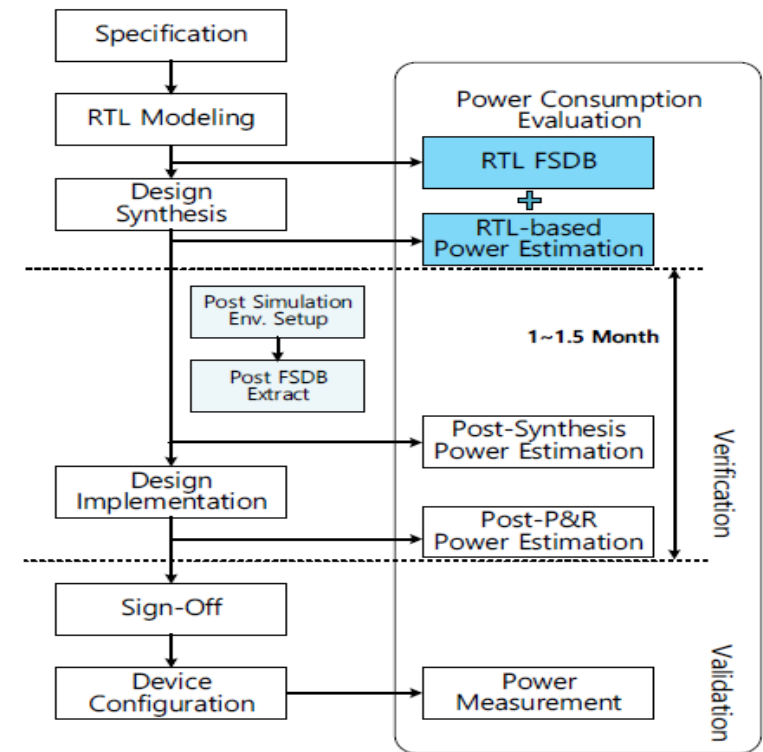 Specification
RTL Modeling
Design
Synthesis
Power Consumption
Evaluation
RTL FSDB
+
RTL-based
Power Estimation
Post Simulation
Env. Setup
Post FSDB
Extract
1~1.5 Month
Post-Synthesis
Power Estimation
Verification
Design
Implementation
Post-P&R
Power Estimation
Sign-Off
Device
Configuration
Power
Measurement
Validation